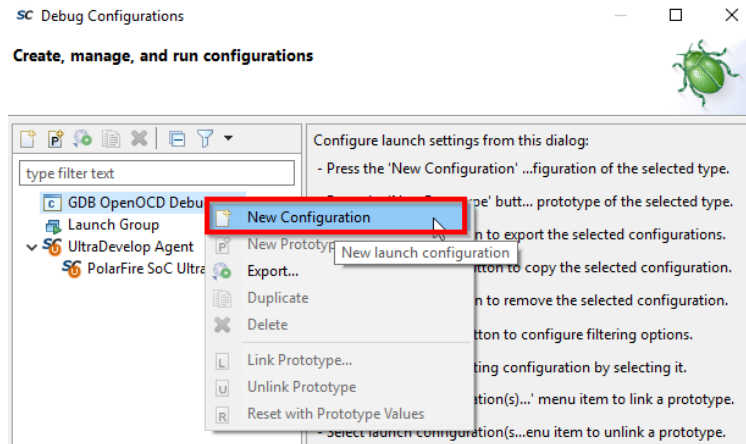 SC Debug Configurations
Create, manage, and run configurations
type filter text
GDB OpenOCD Debu
Launch Group
UltraDevelop Agent
PolarFire SoC Ultra
New Configuration
New Prototyp
New launch configuration
Export...
Duplicate
Delete
Link Prototype...
Unlink Prototype
Reset with Prototype Values
Configure launch settings from this dialog:
- Press the 'New Configuration' ...figuration of the selected type.
pe' butt... prototype of the selected type.
n to export the selected configurations.
tton to copy the selected configuration.
n to remove the selected configuration.
tton to configure filtering options.
ting configuration by selecting it.
ation(s)...' menu item to link a prototype.
- Select launch configuration(s...enu item to unlink a prototype.